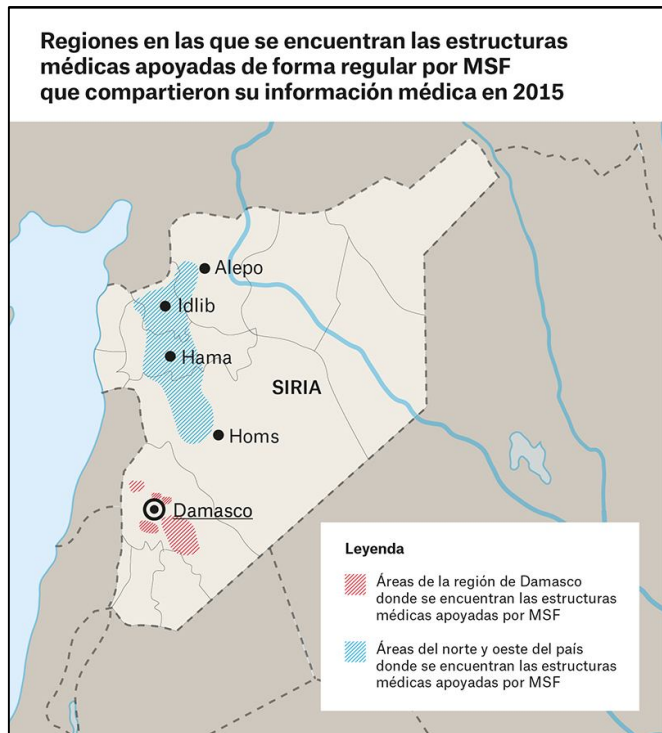 Regiones en las que se encuentran las estructuras
médicas apoyadas de forma regular por MSF
que compartieron su información médica en 2015
Alepo
Idlib
Hama
SIRIA
Homs
Damasco
Leyenda
Áreas de la región de Damasco
donde se encuentran las estructuras
médicas apoyadas por MSF
Áreas del norte y oeste del país
donde se encuentran las estructuras
médicas apoyadas por MSF